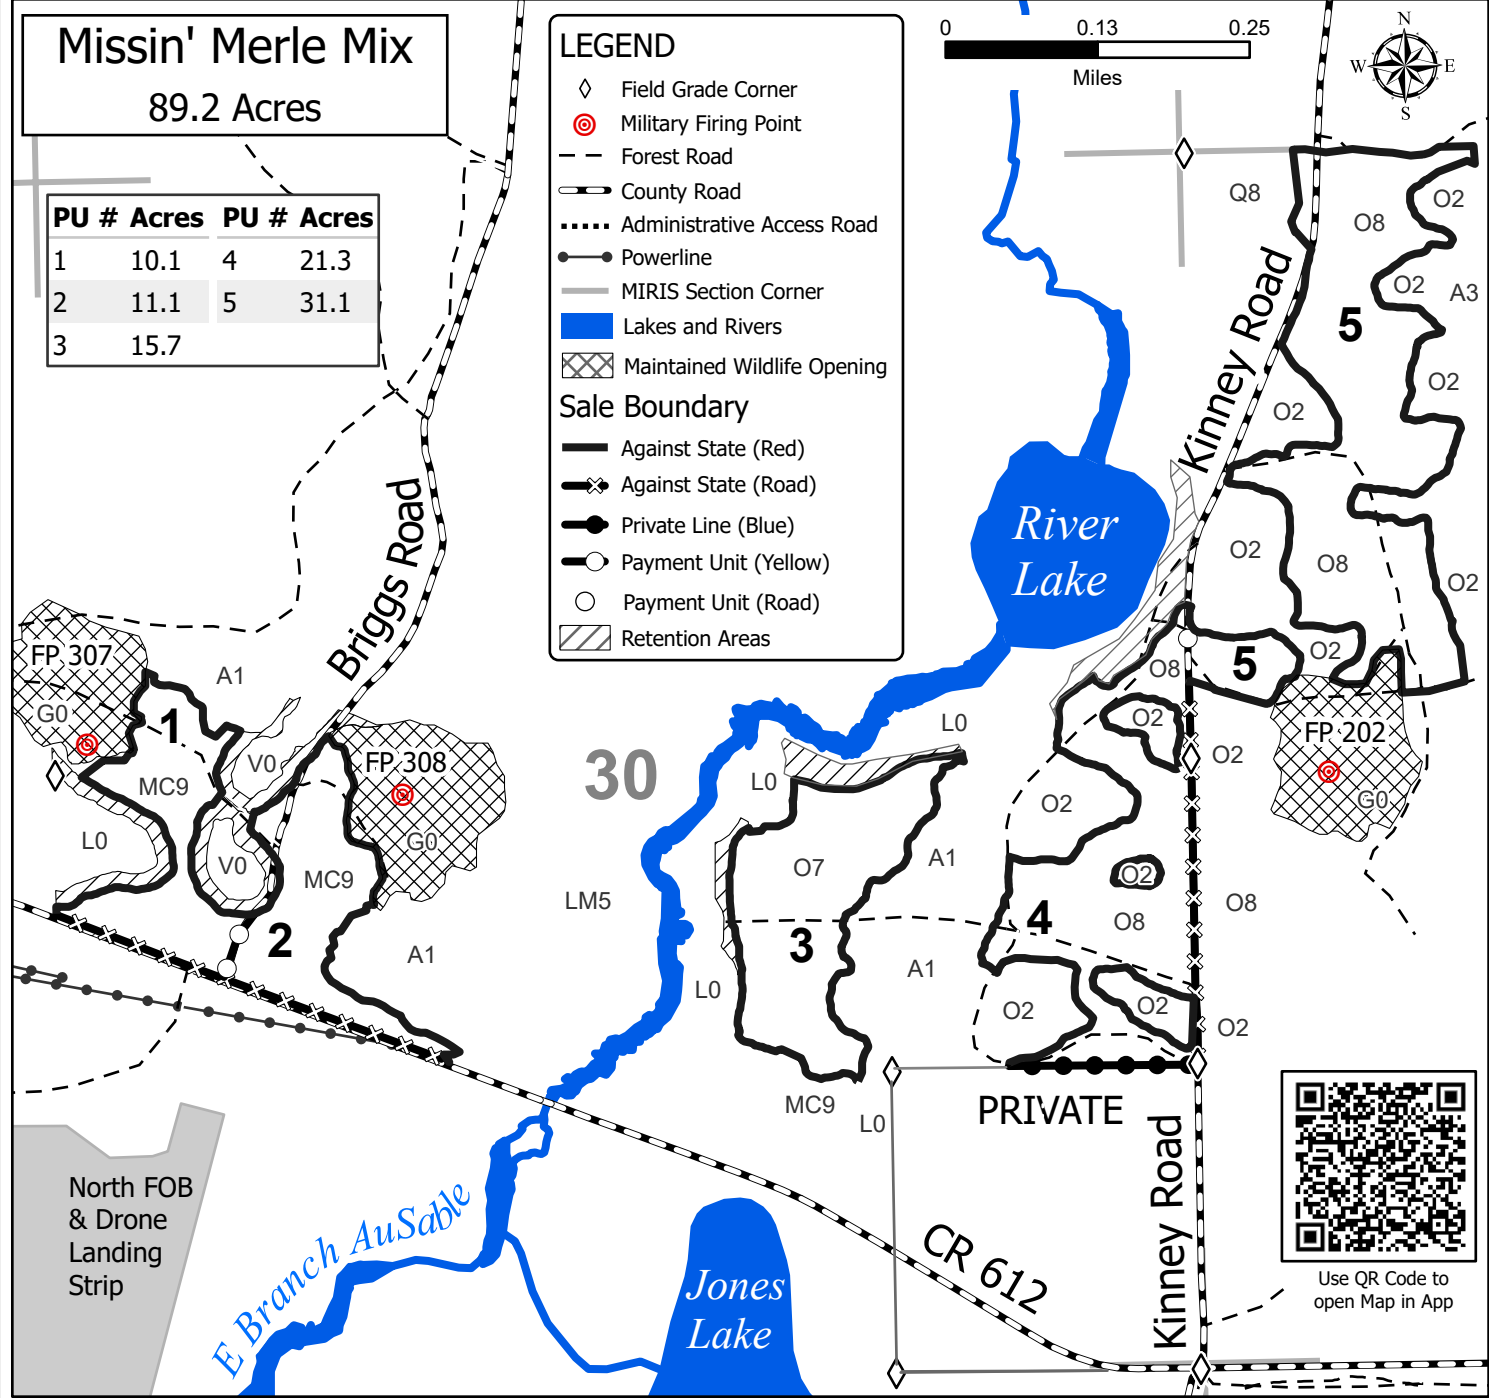 Missin' Merle Mix
89.2 Acres
PU # Acres PU # Acres
1 10.1 4 21.3
2 11.1 5 31.1
3 15.7
LEGEND
Field Grade Corner
Military Firing Point
Forest Road
County Road
Administrative Access Road
Powerline
MIRIS Section Corner
Lakes and Rivers
Maintained Wildlife Opening
Sale Boundary
Against State (Red)
Against State (Road)
Private Line (Blue)
Payment Unit (Yellow)
Payment Unit (Road)
Retention Areas
0 0.13 0.25
Miles
N
W E
S
Q8
O8
O2
O2
A3
5
O2
O2
Kinney Road
O2
O8
O2
River
Lake
Briggs Road
FP 307
A1
G0
1
V0
MC9
FP 308
G0
L0
V0
MC9
2
A1
30
LM5
L0
L0
O7
A1
3
A1
L0
MC9
L0
O8
5
O2
O2
O2
FP 202
G0
O2
O2
4
O8
O8
O2
O2
O2
PRIVATE
Kinney Road
CR 612
North FOB
& Drone
Landing
Strip
E Branch AuSable
Jones
Lake
Use QR Code to
open Map in App